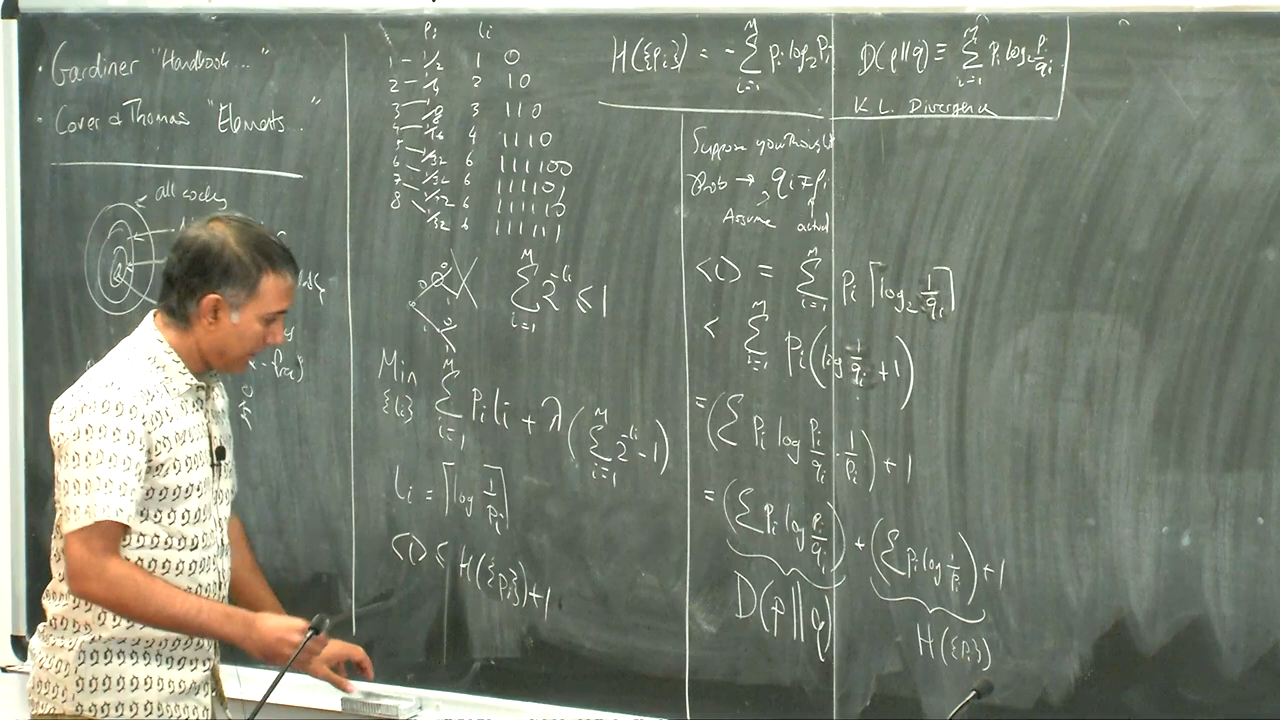 · Gardiner "Handbook..."
· Cover & Thomas "Elements.."
all codes
Pi li
1 - 1/2 1 0
2 - 1/4 2 10
3 - 1/8 3 110
4 - 1/16 4 1110
5 - 1/32 6 111100
6 - 1/32 6 111101
7 - 1/32 6 111110
8 - 1/32 6 111111
∑_{i=1}^{M} 2^{-li} ≤ 1
Min {li} ∑_{i=1}^{M} Pi li + λ (∑_{i=1}^{M} 2^{-li} - 1)
li = ⌈log 1/Pi⌉
<l> ≤ H({Pi}) + 1
H({Pi}) = - ∑_{i=1}^{M} Pi log2 Pi
D(P||q) = ∑_{i=1}^{M} Pi log2 Pi/qi
K.L. Divergence
Suppose you thought
Prob → qi ≠ Pi
Assume actual
<l> = ∑_{i=1}^{M} Pi ⌈log2 1/qi⌉
< ∑_{i=1}^{M} Pi (log 1/qi + 1)
= (∑ Pi log Pi/qi · 1/Pi) + 1
= (∑ Pi log Pi/qi) + (∑ Pi log 1/Pi) + 1
D(P||q)
H({Pi})